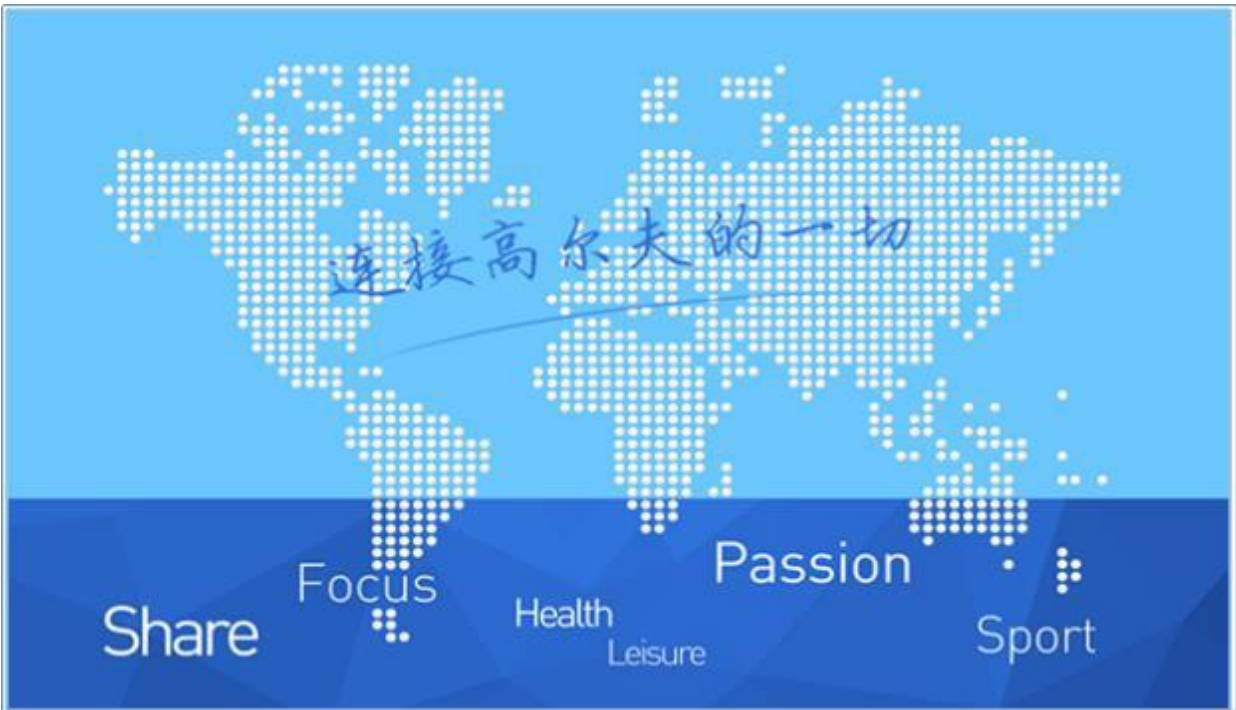 连接高尔夫的一切
Passion
Focus
Share
Health
Leisure
Sport